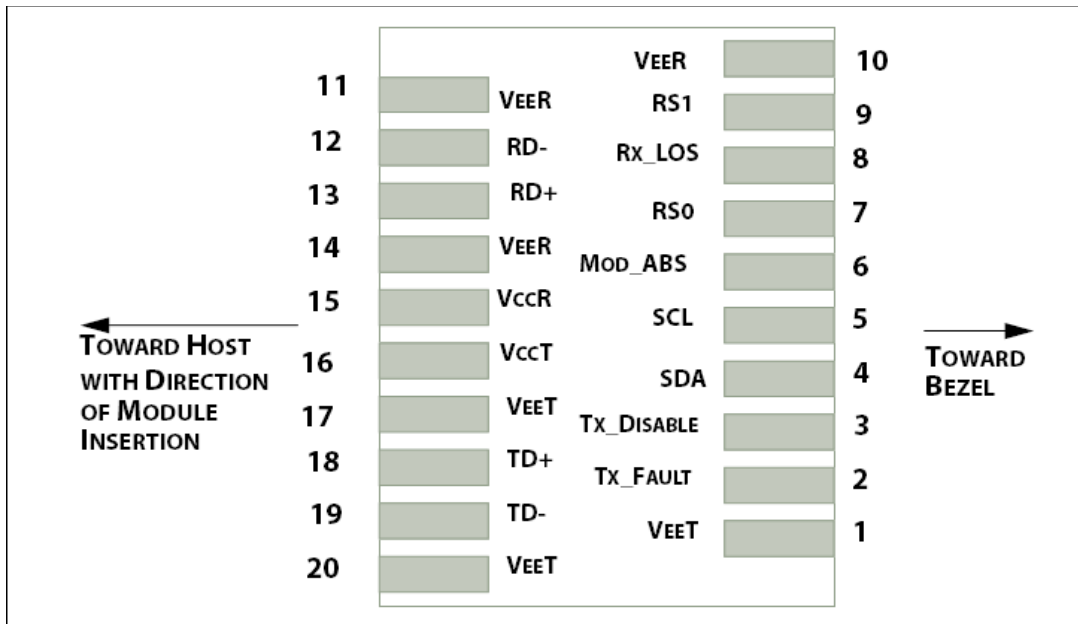 11 VEER
12 RD-
13 RD+
14 VEER
15 VCCR
16 VCCT
17 VEET
18 TD+
19 TD-
20 VEET
VEER 10
RS1 9
RX_LOS 8
RS0 7
MOD_ABS 6
SCL 5
SDA 4
TX_DISABLE 3
TX_FAULT 2
VEET 1
TOWARD HOST
WITH DIRECTION
OF MODULE
INSERTION
TOWARD
BEZEL